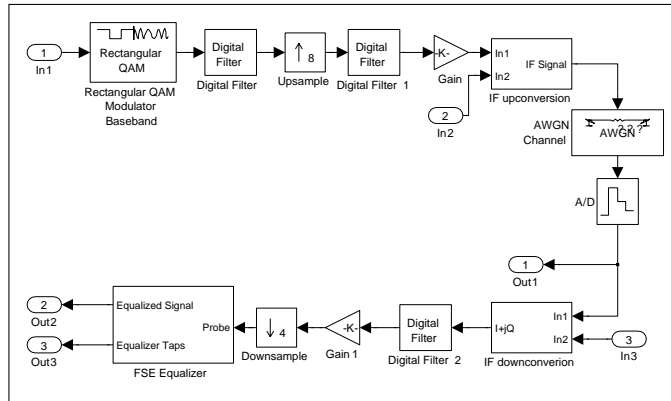 1
In1
Rectangular
QAM
Rectangular QAM
Modulator
Baseband
Digital
Filter
Digital Filter
8
Upsample
Digital
Filter
Digital Filter 1
-K-
Gain
2
In2
In1
In2
IF Signal
IF upconversion
AWGN
Channel
AWGN
? ? ?
A/D
1
Out1
2
Out2
3
Out3
Equalized Signal
Equalizer Taps
Probe
FSE Equalizer
4
Downsample
-K-
Gain 1
Digital
Filter
Digital Filter 2
I+jQ
In1
In2
IF downconverion
3
In3